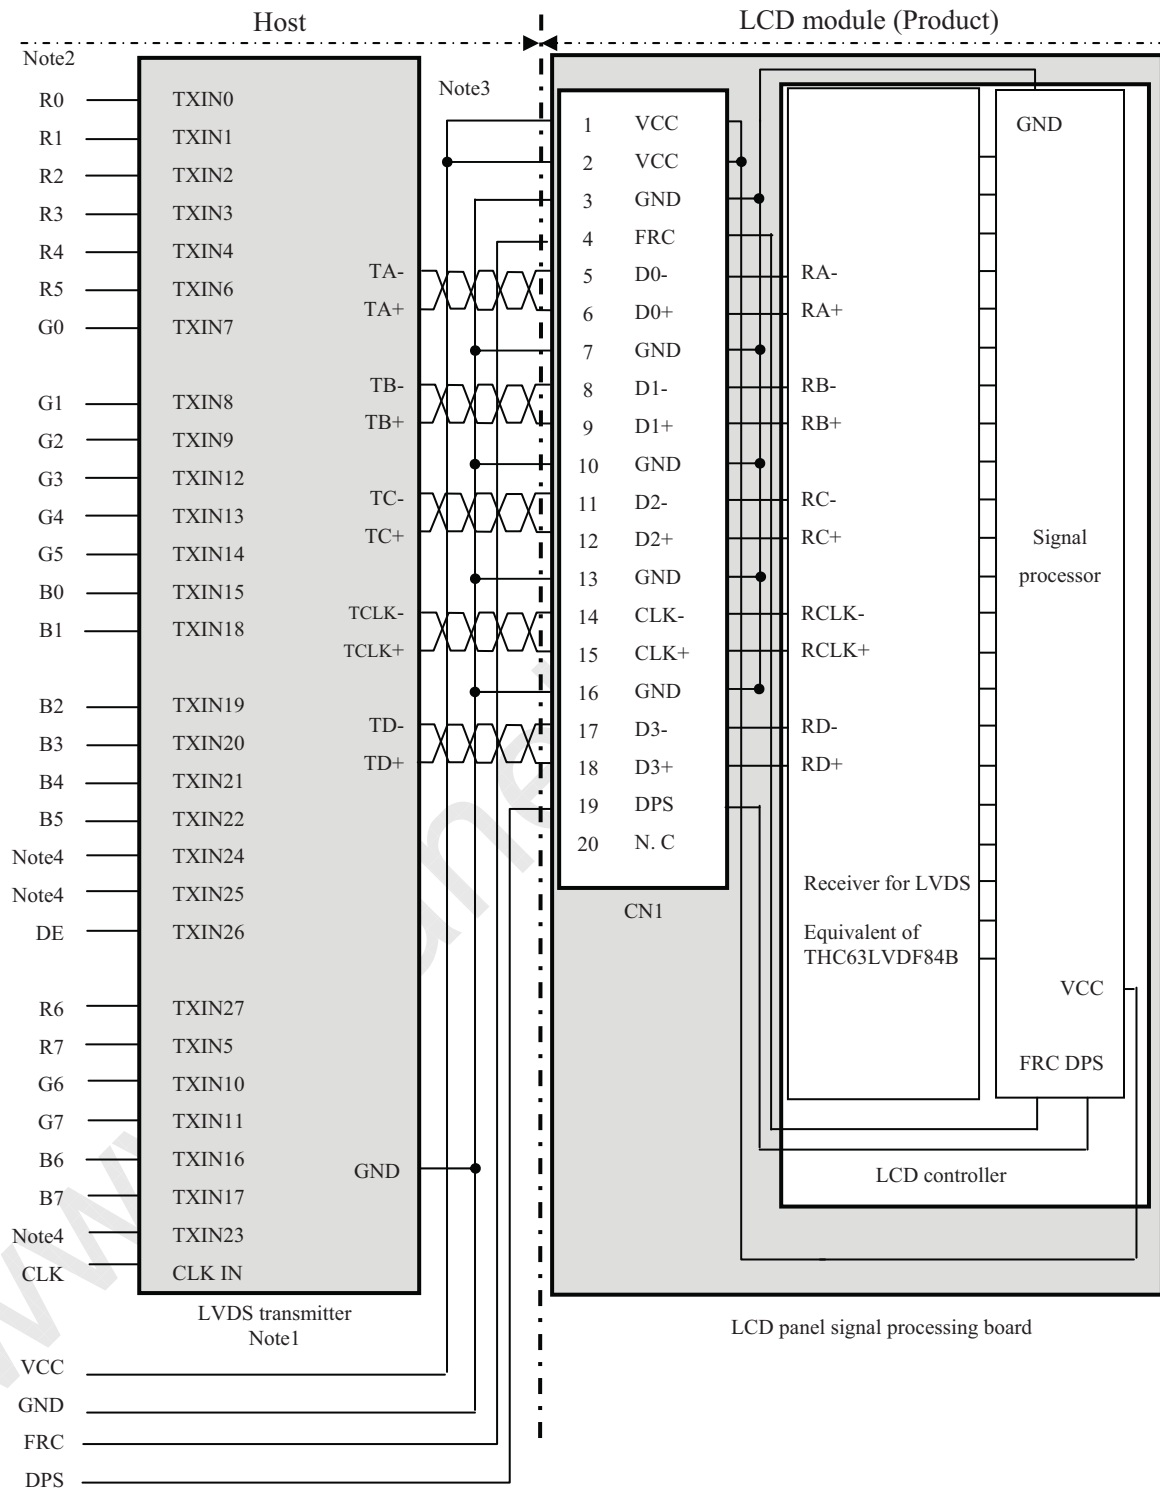 Host
LCD module (Product)
Note2
Note3
R0 TXIN0
R1 TXIN1
R2 TXIN2
R3 TXIN3
R4 TXIN4
R5 TXIN6
G0 TXIN7
G1 TXIN8
G2 TXIN9
G3 TXIN12
G4 TXIN13
G5 TXIN14
B0 TXIN15
B1 TXIN18
B2 TXIN19
B3 TXIN20
B4 TXIN21
B5 TXIN22
Note4 TXIN24
Note4 TXIN25
DE TXIN26
R6 TXIN27
R7 TXIN5
G6 TXIN10
G7 TXIN11
B6 TXIN16
B7 TXIN17
Note4 TXIN23
CLK CLK IN
TA-
TA+
TB-
TB+
TC-
TC+
TCLK-
TCLK+
TD-
TD+
GND
LVDS transmitter
Note1
VCC
GND
FRC
DPS
1 VCC
2 VCC
3 GND
4 FRC
5 D0-
6 D0+
7 GND
8 D1-
9 D1+
10 GND
11 D2-
12 D2+
13 GND
14 CLK-
15 CLK+
16 GND
17 D3-
18 D3+
19 DPS
20 N. C
CN1
RA-
RA+
RB-
RB+
RC-
RC+
RCLK-
RCLK+
RD-
RD+
Receiver for LVDS
Equivalent of
THC63LVDF84B
GND
Signal
processor
VCC
FRC DPS
LCD controller
LCD panel signal processing board